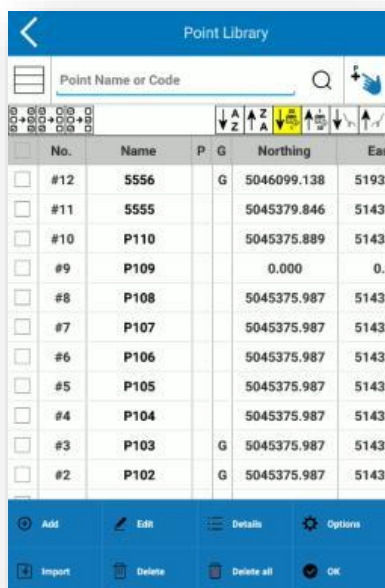 Point Library
Point Name or Code
No. Name P G Northing Ea
#12 5556 G 5046099.138 5193
#11 5555 5045379.846 5143
#10 P110 5045375.889 5143
#9 P109 0.000 0.
#8 P108 5045375.987 5143
#7 P107 5045375.987 5143
#6 P106 5045375.987 5143
#5 P105 5045375.987 5143
#4 P104 5045375.987 5143
#3 P103 G 5045375.987 5143
#2 P102 G 5045375.987 5143
Add Edit Details Options
Import Delete Delete all OK